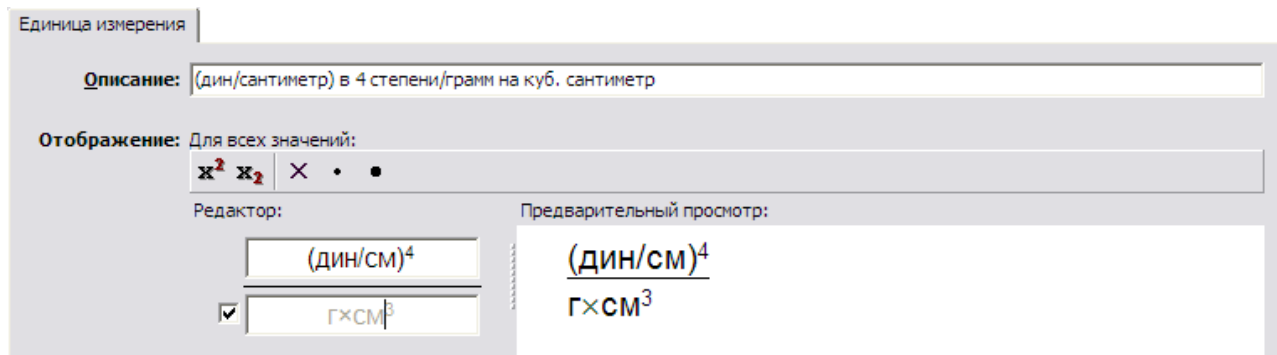 Единица измерения
Описание: (дин/сантиметр) в 4 степени/грамм на куб. сантиметр
Отображение: Для всех значений:
x² x₂ × · •
Редактор: Предварительный просмотр:
(дин/см)⁴ (дин/см)⁴
г×см³ г×см³